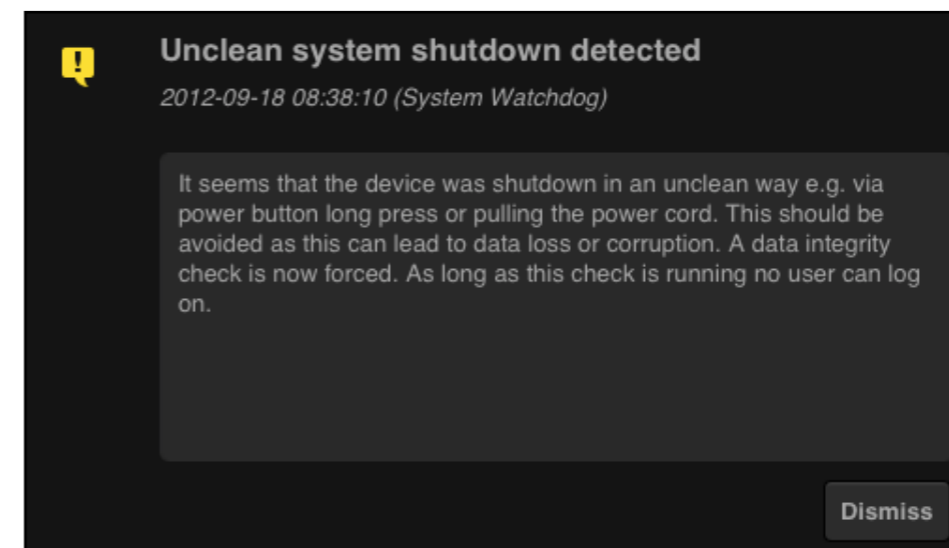 Unclean system shutdown detected
2012-09-18 08:38:10 (System Watchdog)
It seems that the device was shutdown in an unclean way e.g. via
power button long press or pulling the power cord. This should be
avoided as this can lead to data loss or corruption. A data integrity
check is now forced. As long as this check is running no user can log
on.
Dismiss